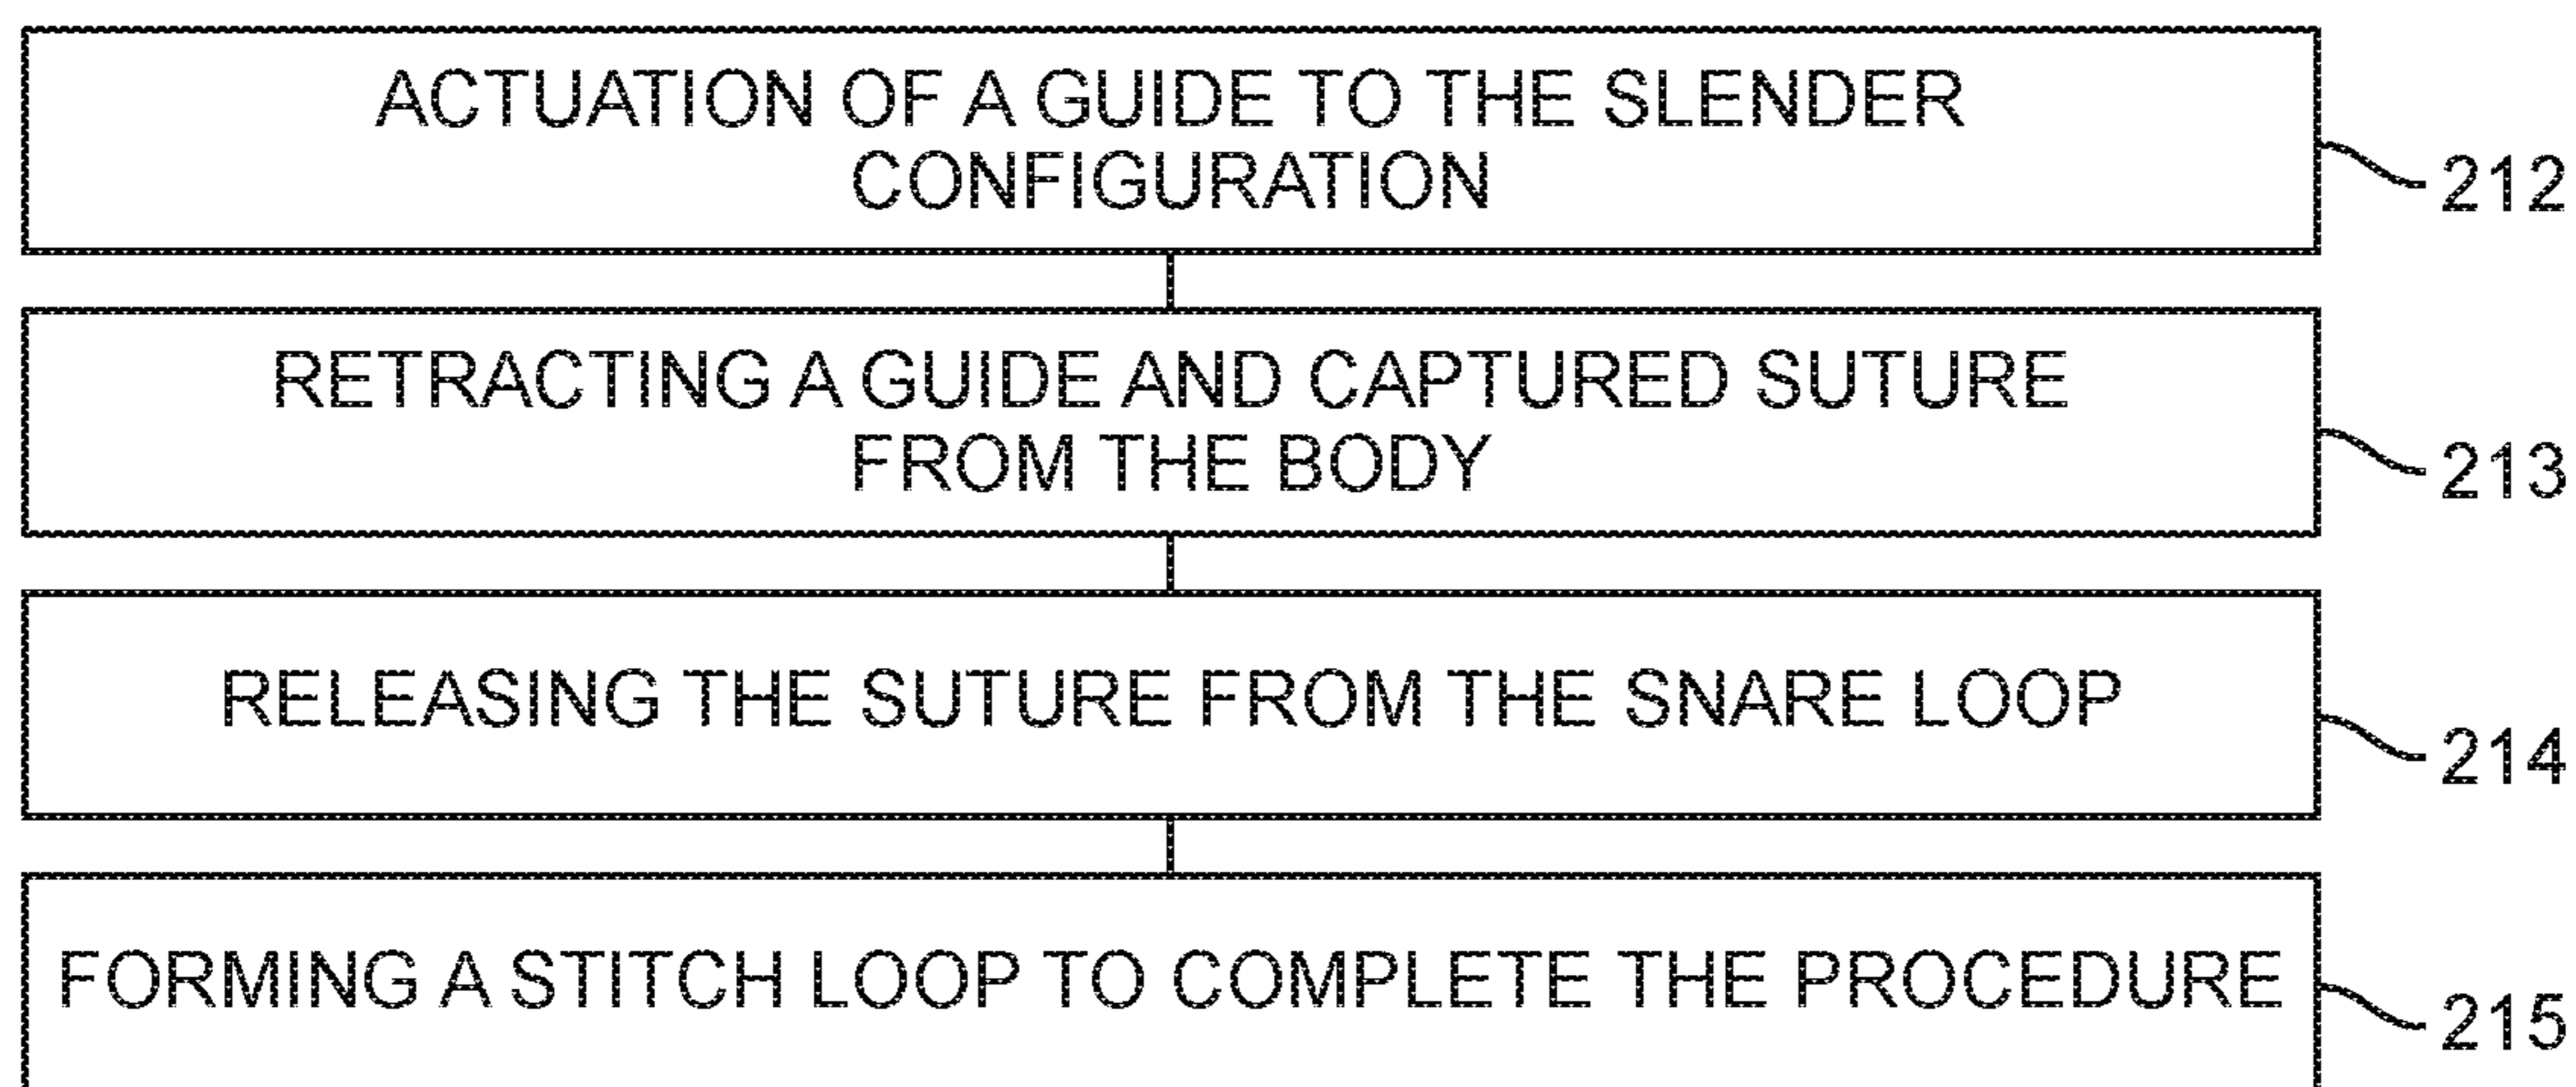 ACTUATION OF A GUIDE TO THE SLENDER
CONFIGURATION
212
RETRACTING A GUIDE AND CAPTURED SUTURE
FROM THE BODY
213
RELEASING THE SUTURE FROM THE SNARE LOOP
214
FORMING A STITCH LOOP TO COMPLETE THE PROCEDURE
215